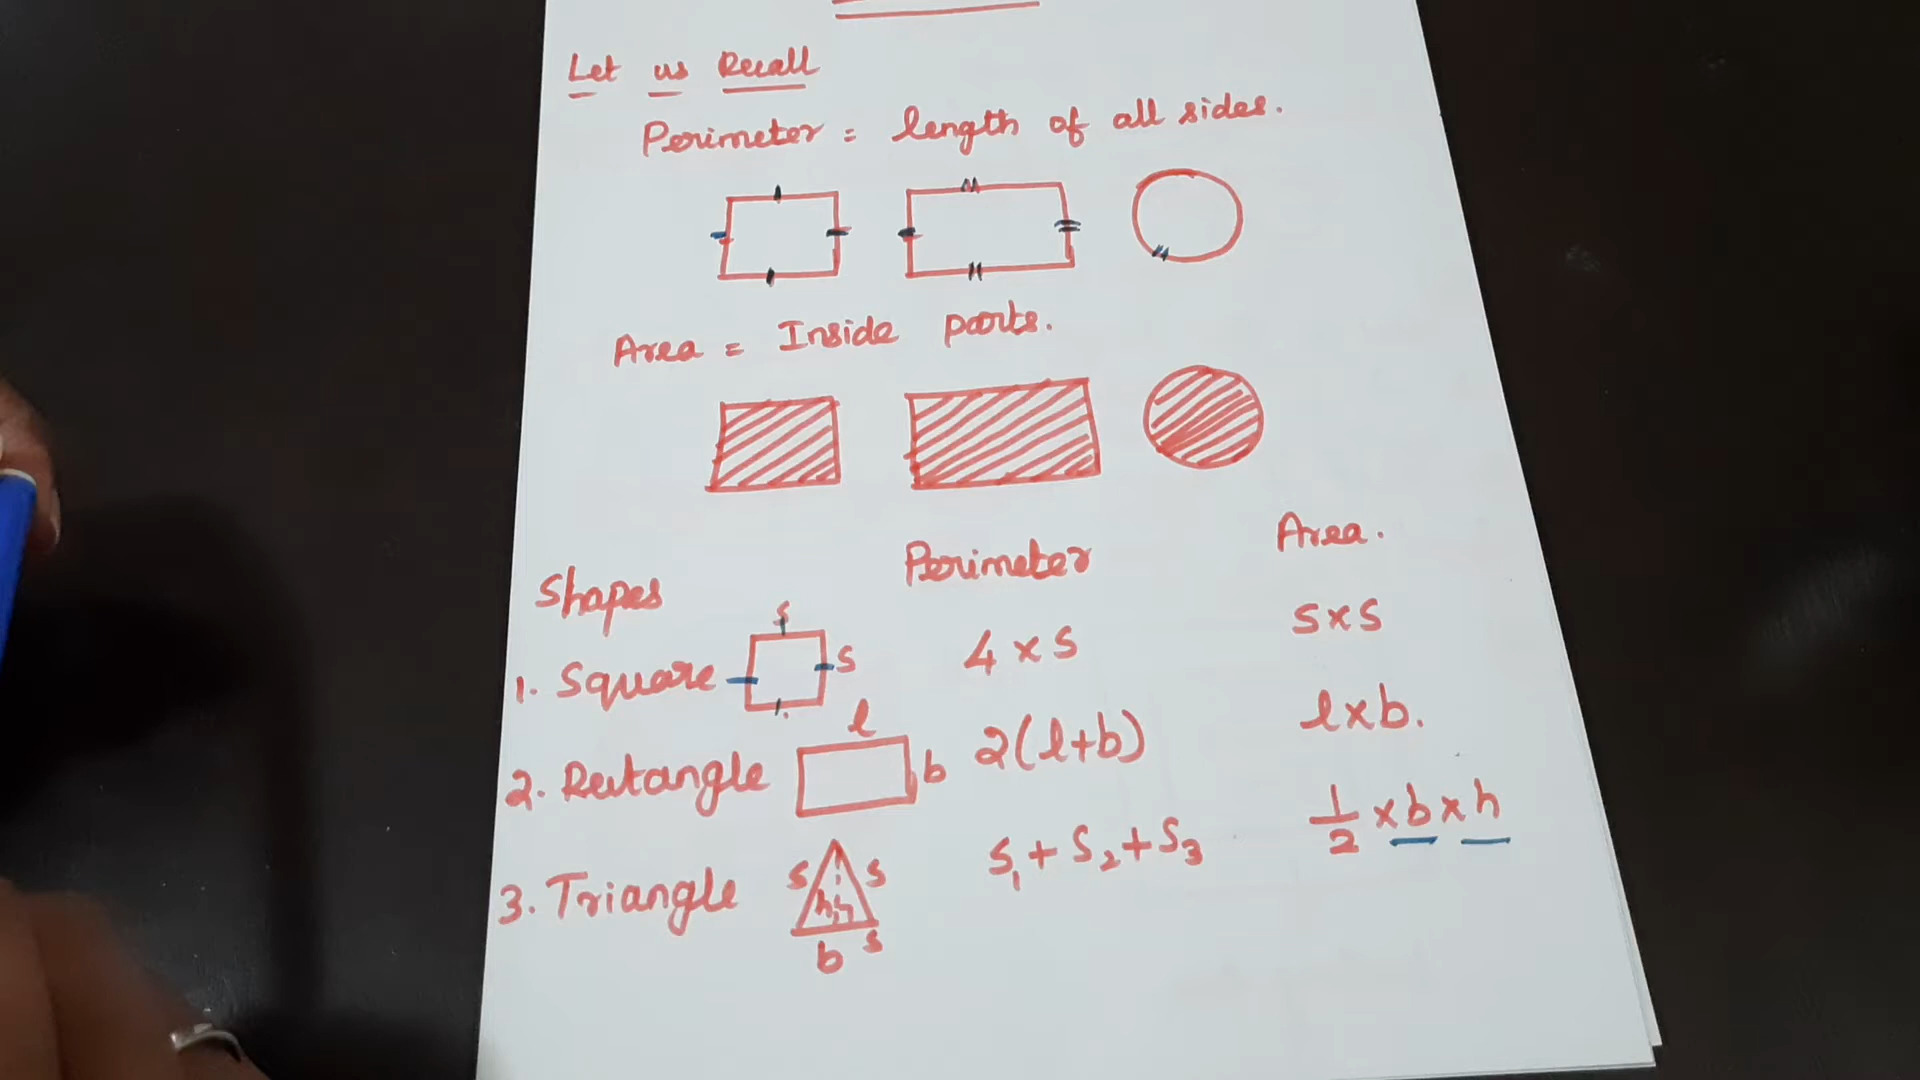 Let us Recall
Perimeter = length of all sides.
Area = Inside parts.
Shapes Perimeter Area.
1. Square s s 4 × s s×s
2. Rectangle l b 2(l+b) l×b.
3. Triangle s s h b s s₁+s₂+s₃ 1/2 ×b×h